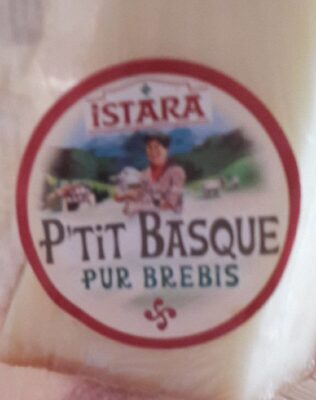 ISTARA
P'TIT BASQUE
PUR BREBIS